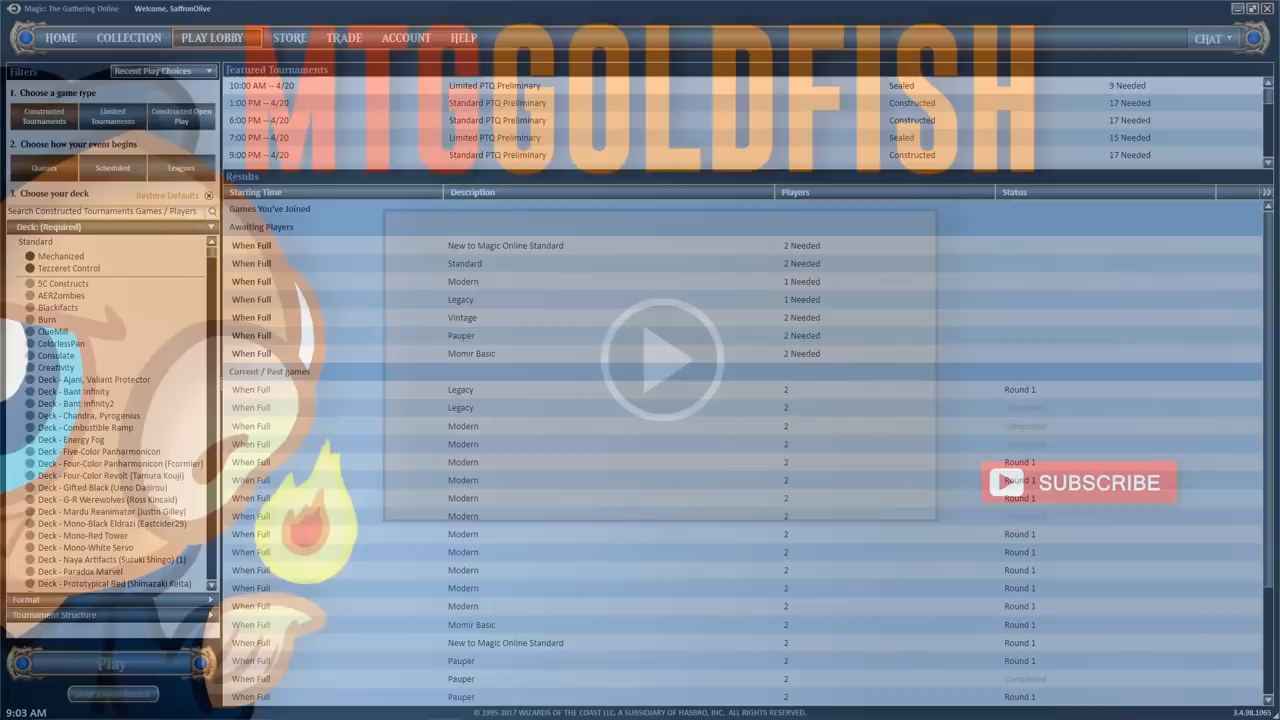 Magic: The Gathering Online Welcome, SaffronOlive
HOME COLLECTION PLAY LOBBY STORE TRADE ACCOUNT HELP CHAT
MTGGOLDFISH
Filters Recent Play Choices
1. Choose a game type
Constructed Tournaments Limited Tournaments Constructed Open Play
2. Choose how your event begins
Queues Scheduled Leagues
3. Choose your deck Restore Defaults
Search Constructed Tournaments Games / Players
Deck: (Required)
Standard
Mechanized
Tezzeret Control
5C Constructs
AERZombies
Blackifacts
Burn
ClueMill
ColorlessPan
Consulate
Creativity
Deck - Ajani, Valiant Protector
Deck - Bant Infinity
Deck - Bant Infinity2
Deck - Chandra, Pyrogenius
Deck - Combustible Ramp
Deck - Energy Fog
Deck - Five-Color Panharmonicon
Deck - Four-Color Panharmonicon (Fcormier)
Deck - Four-Color Revolt (Tamura Kouji)
Deck - Gifted Black (Ueno Daijirou)
Deck - G-R Werewolves (Ross Kincaid)
Deck - Mardu Reanimator (Justin Gilley)
Deck - Mono-Black Eldrazi (Eastcider29)
Deck - Mono-Red Tower
Deck - Mono-White Servo
Deck - Naya Artifacts (Suzuki Shingo) (1)
Deck - Paradox Marvel
Deck - Prototypical Red (Shimazaki Keita)
Format
Tournament Structure
Play
9:03 AM
Featured Tournaments
10:00 AM -- 4/20 Limited PTQ Preliminary Sealed 9 Needed
1:00 PM -- 4/20 Standard PTQ Preliminary Constructed 17 Needed
6:00 PM -- 4/20 Standard PTQ Preliminary Constructed 17 Needed
7:00 PM -- 4/20 Limited PTQ Preliminary Sealed 15 Needed
9:00 PM -- 4/20 Standard PTQ Preliminary Constructed 17 Needed
Results
Starting Time Description Players Status
Games You've Joined
Awaiting Players
When Full New to Magic Online Standard 2 Needed
When Full Standard 2 Needed
When Full Modern 1 Needed
When Full Legacy 1 Needed
When Full Vintage 2 Needed
When Full Pauper 2 Needed
When Full Momir Basic 2 Needed
Current / Past games
When Full Legacy 2 Round 1
When Full Legacy 2
When Full Modern 2 Completed
When Full Modern 2
When Full Modern 2 Round 1
When Full Modern 2 Round 1
When Full Modern 2 Round 1
When Full Modern 2
When Full Modern 2 Round 1
When Full Modern 2 Round 1
When Full Modern 2 Round 1
When Full Modern 2 Round 1
When Full Modern 2 Round 1
When Full Momir Basic 2 Round 1
When Full New to Magic Online Standard 2 Round 1
When Full Pauper 2 Round 1
When Full Pauper 2 Completed
When Full Pauper 2 Round 1
SUBSCRIBE
© 1995-2017 WIZARDS OF THE COAST LLC, A SUBSIDIARY OF HASBRO, INC. ALL RIGHTS RESERVED.
3.4.98.1065